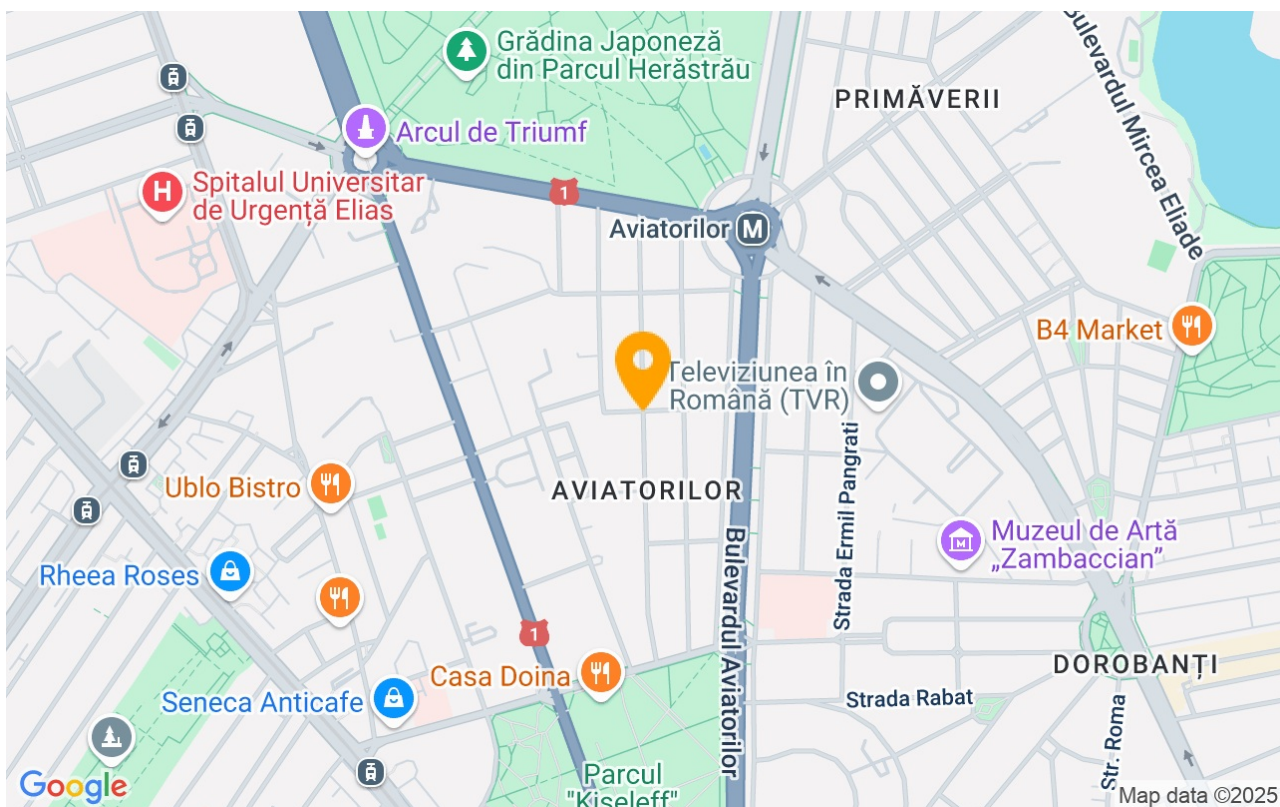 Grădina Japoneză
din Parcul Herăstrău
PRIMĂVERII
Bulevardul Mircea Eliade
Arcul de Triumf
H
Spitalul Universitar
de Urgență Elias
1
Aviatorilor
M
B4 Market
Televiziunea în
Română (TVR)
Strada Ermil Pangrati
Ublo Bistro
AVIATORILOR
Bulevardul Aviatorilor
M
Muzeul de Artă
„Zambaccian”
Rheea Roses
1
Casa Doina
DOROBANȚI
Seneca Anticafe
Strada Rabat
Str. Roma
Parcul
"Kiseleff"
Google
Map data ©2025